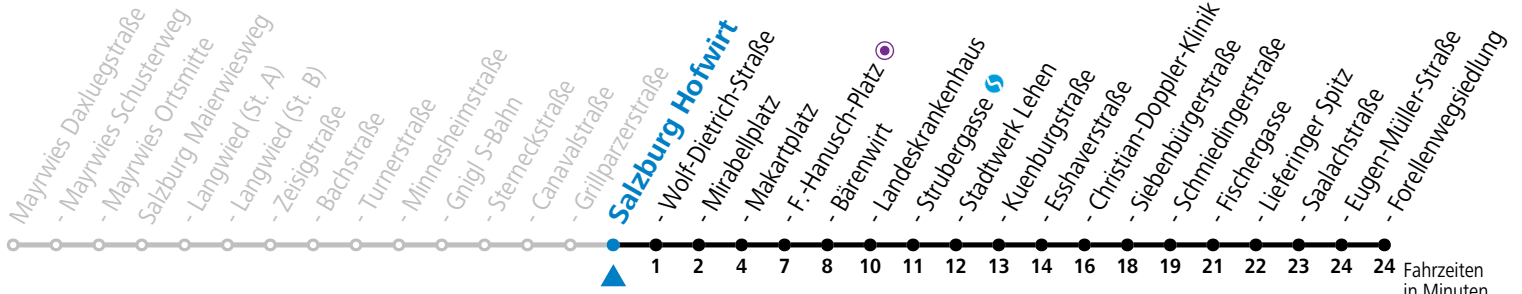 Mayrwies Daxluegstraße
- Mayrwies Schusterweg
- Mayrwies Ortsmitte
Salzburg Maierwiesweg
- Langwied (St. A)
- Langwied (St. B)
- Zeisigstraße
- Bachstraße
- Turnerstraße
- Minnesheimstraße
- Gnigl S-Bahn
- Sterneckstraße
- Canavalstraße
- Grillparzerstraße
Salzburg Hofwirt
- Wolf-Dietrich-Straße
- Mirabellplatz
- Makartplatz
- F.-Hanusch-Platz
- Bärenwirt
- Landeskrankenhaus
- Strubergasse
- Stadtwerk Lehen
- Kuenburgstraße
- Esshaverstraße
- Christian-Doppler-Klinik
- Siebenbürgerstraße
- Schmiedingerstraße
- Fischergasse
- Lieferinger Spitz
- Saalachstraße
- Eugen-Müller-Straße
- Forellenwegsiedlung
1 2 4 7 8 10 11 12 13 14 16 18 19 21 22 23 24 24 Fahrzeiten
in Minuten